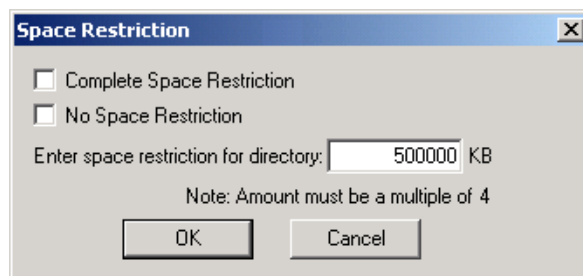 Space Restriction
Complete Space Restriction
No Space Restriction
Enter space restriction for directory: 500000 KB
Note: Amount must be a multiple of 4
OK Cancel